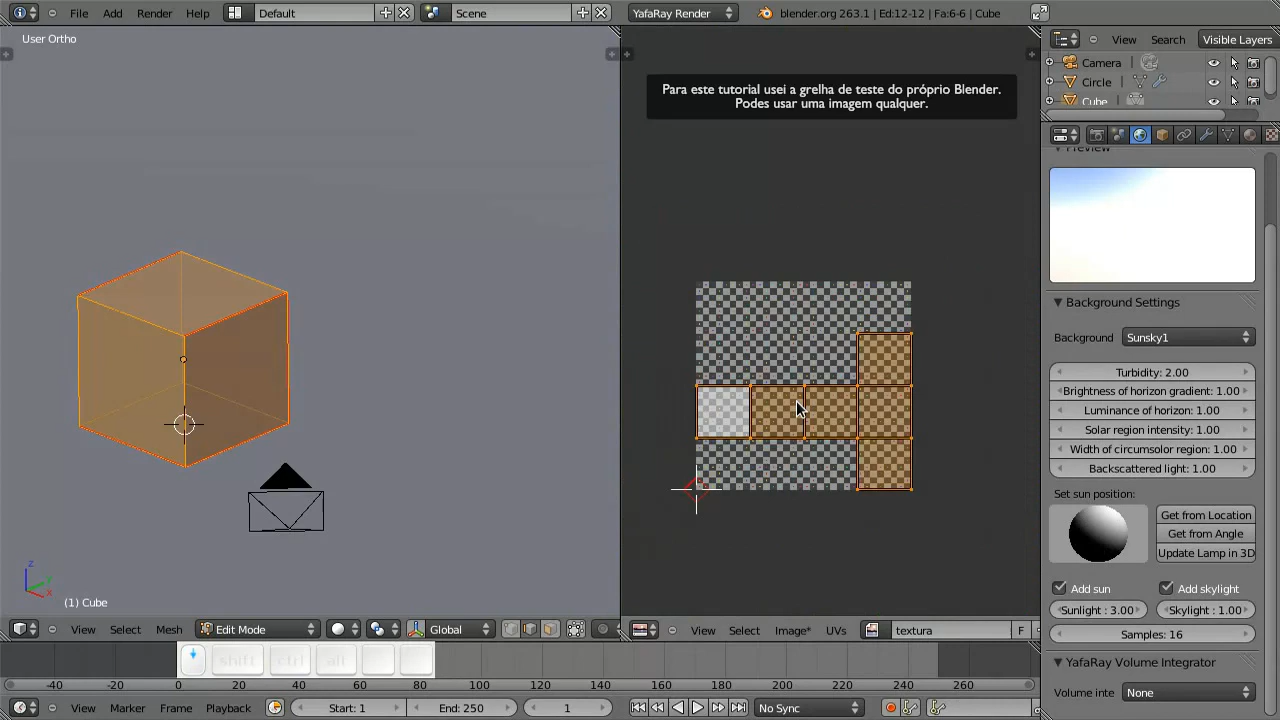 File Add Render Help Default Scene YafaRay Render blender.org 263.1 | Ed:12-12 | Fa:6-6 | Cube
User Ortho
Para este tutorial usei a grelha de teste do próprio Blender.
Podes usar uma imagem qualquer.
View Search Visible Layers
Camera
Circle
Cube
Preview
Background Settings
Background Sunsky1
Turbidity: 2.00
Brightness of horizon gradient: 1.00
Luminance of horizon: 1.00
Solar region intensity: 1.00
Width of circumsolor region: 1.00
Backscattered light: 1.00
Set sun position:
Get from Location
Get from Angle
Update Lamp in 3D
Add sun Add skylight
Sunlight : 3.00 Skylight : 1.00
Samples: 16
YafaRay Volume Integrator
Volume inte None
z
y
x
(1) Cube
View Select Mesh Edit Mode Global
View Select Image* UVs textura F
shift ctrl alt
-40 -20 0 20 40 60 80 100 120 140 160 180 200 220 240 260
View Marker Frame Playback Start: 1 End: 250 1 No Sync